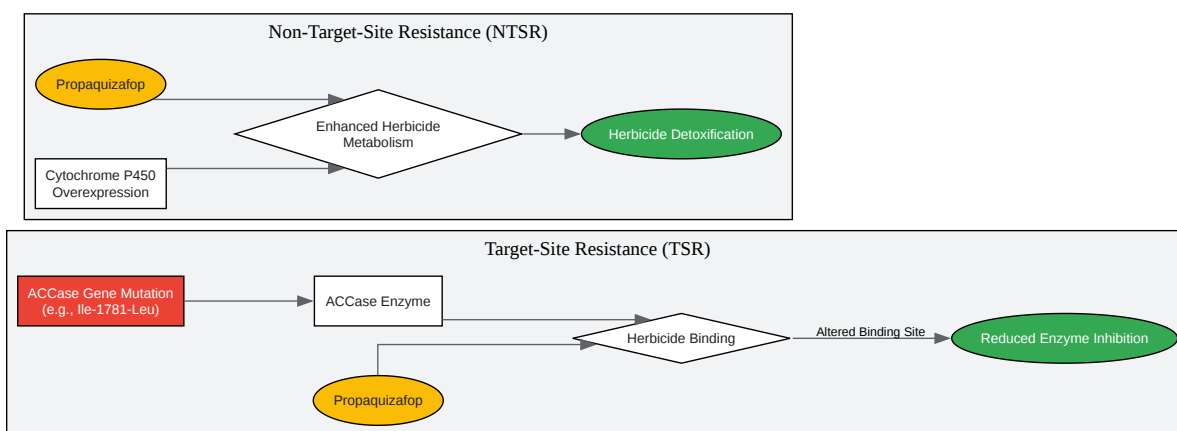 Non-Target-Site Resistance (NTSR)
Propaquizafop
Enhanced Herbicide
Metabolism
Herbicide Detoxification
Cytochrome P450
Overexpression
Target-Site Resistance (TSR)
ACCase Gene Mutation
(e.g., Ile-1781-Leu)
ACCase Enzyme
Herbicide Binding
Altered Binding Site
Reduced Enzyme Inhibition
Propaquizafop